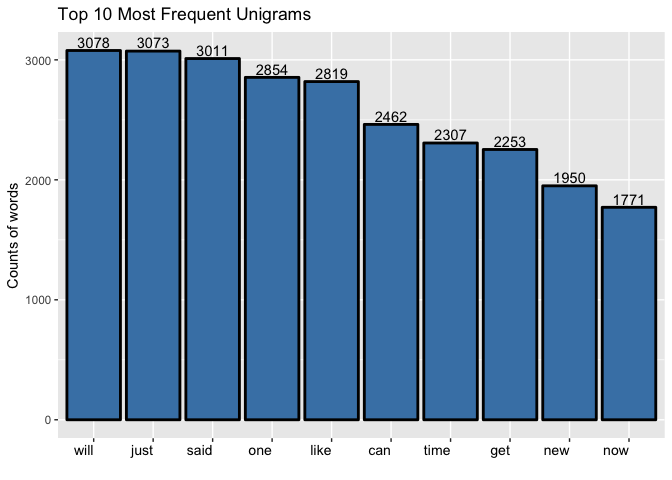 Top 10 Most Frequent Unigrams
Counts of words
3000
2000
1000
0
3078 3073 3011 2854 2819 2462 2307 2253 1950 1771
will just said one like can time get new now